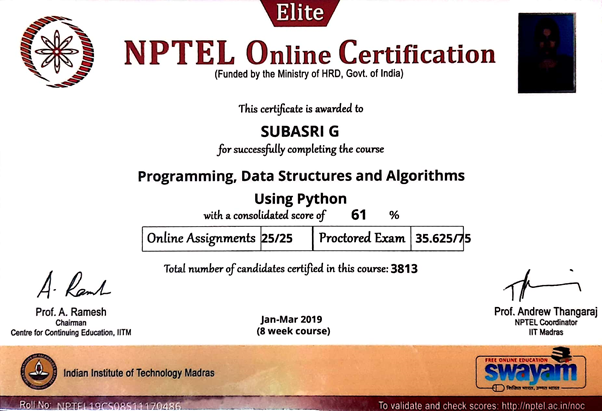 Elite
NPTEL Online Certification
(Funded by the Ministry of HRD, Govt. of India)
This certificate is awarded to
SUBASRI G
for successfully completing the course
Programming, Data Structures and Algorithms
Using Python
with a consolidated score of 61 %
Online Assignments 25/25 Proctored Exam 35.625/75
Total number of candidates certified in this course: 3813
A. Ramesh
Prof. A. Ramesh
Chairman
Centre for Continuing Education, IITM
Jan-Mar 2019
(8 week course)
Prof. Andrew Thangaraj
NPTEL Coordinator
IIT Madras
Indian Institute of Technology Madras
FREE ONLINE EDUCATION
swayam
शिक्षित भारत, उन्नत भारत
Roll No: NPTEL19CS08S11170486
To validate and check scores: http://nptel.ac.in/noc